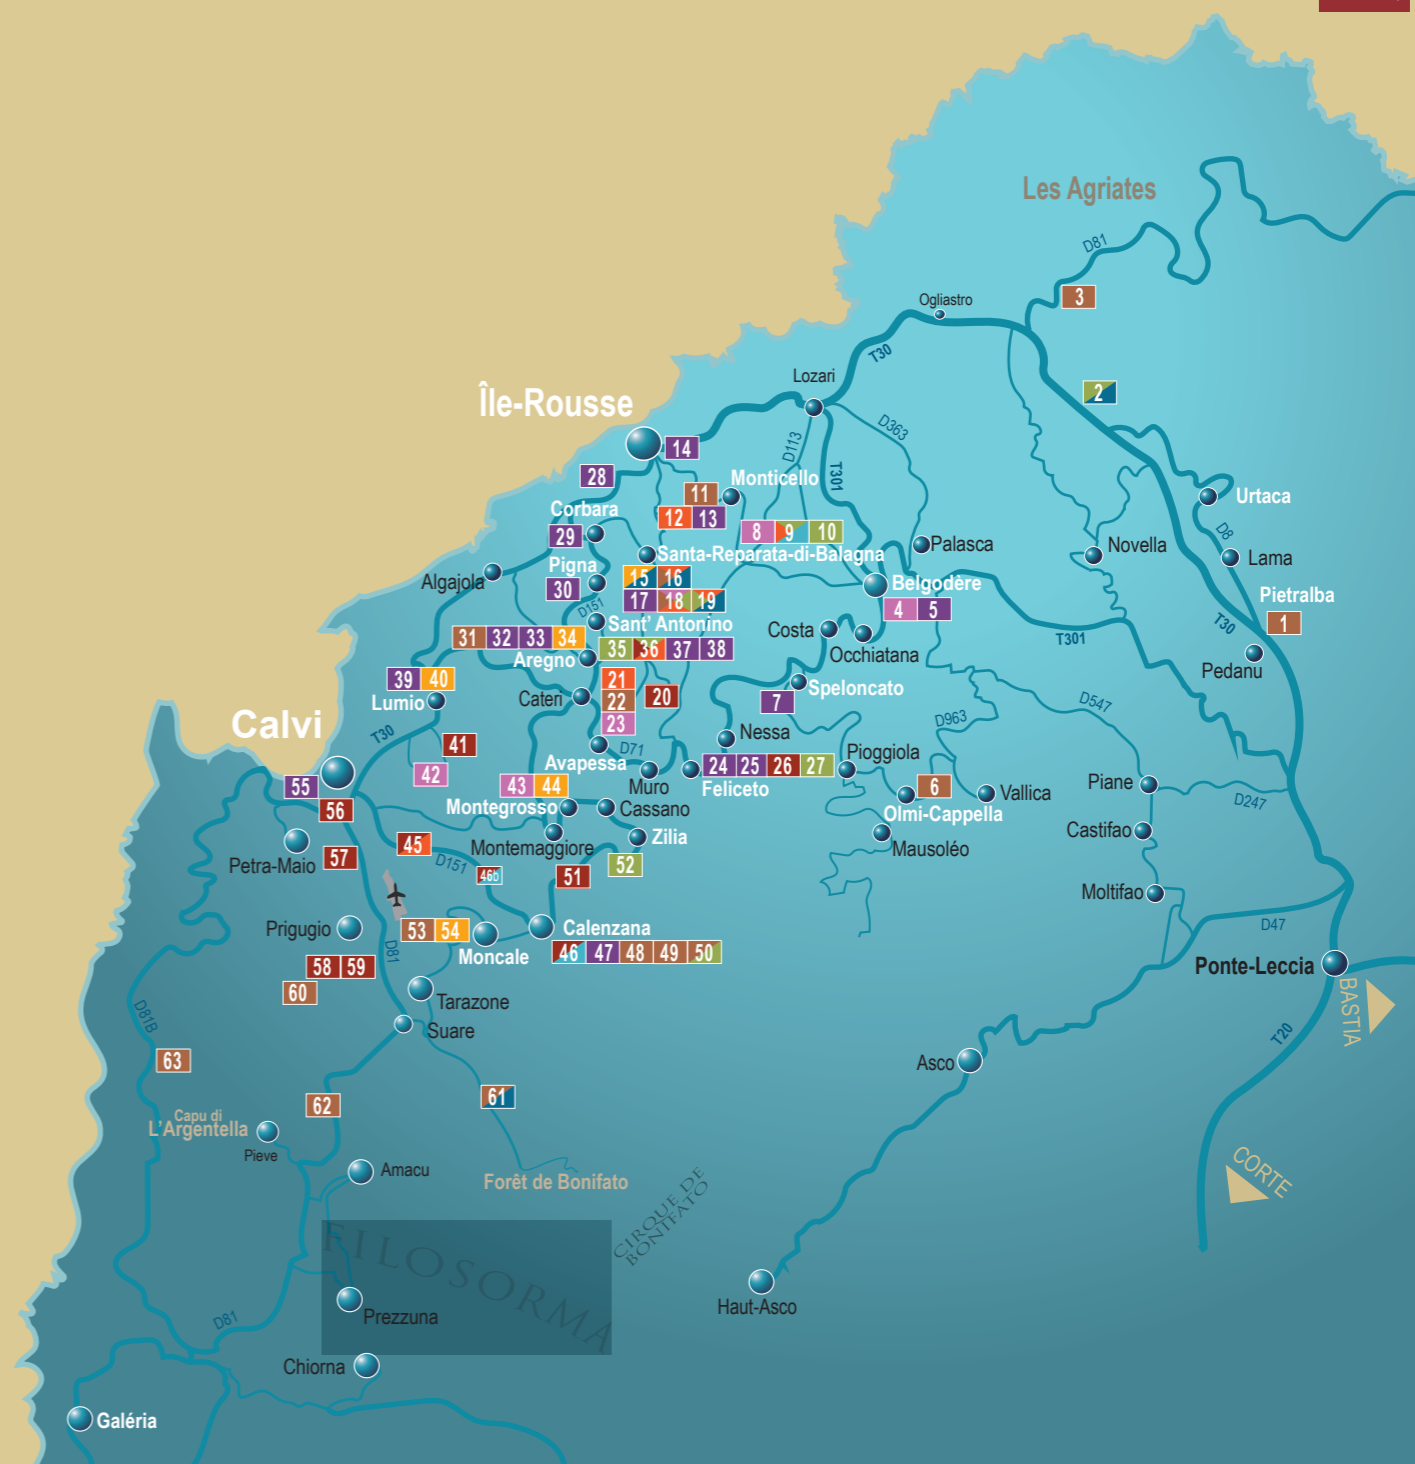 Les Agriates
D81
3
Ogliastro
T30
2
Lozari
Île-Rousse
14
D113
D363
T301
28
Monticello
11
12 13
Urtaca
Corbara
29
8 9 10
D8
Santa-Reparata-di-Balagna
Palasca
Novella
Lama
Algajola
Pigna
30
15 16
17 18 19
Belgodère
4 5
Pietralba
1
D151
Sant' Antonino
T30
31 32 33 34
35 36 37 38
Costa
Occhiatana
T301
Aregno
Pedanu
39 40
Lumio
Cateri
21
22
23
20
Speloncato
7
D547
Calvi
T30
D963
41
42
Nessa
Avapessa
D71
Pioggiola
55
56
43 44
Muro
24 25 26 27
Feliceto
6
Vallica
Piane
D247
Montegrosso
Cassano
Olmi-Cappella
Castifao
45
Montemaggiore
Zilia
Mausoléo
Petra-Maio
57
D151
46b
51
52
Moltifao
Prigugio
53 54
Moncale
Calenzana
46 47 48 49 50
D47
D81
58 59
60
Ponte-Leccia
BASTIA
Tarazone
D81B
Suare
T20
63
Asco
62
61
Capu di
L'Argentella
Pieve
Amacu
Forêt de Bonifato
CIRQUE DE
BONIFATO
CORTE
FILOSORMA
Haut-Asco
Prezzuna
D81
Chiorna
Galéria